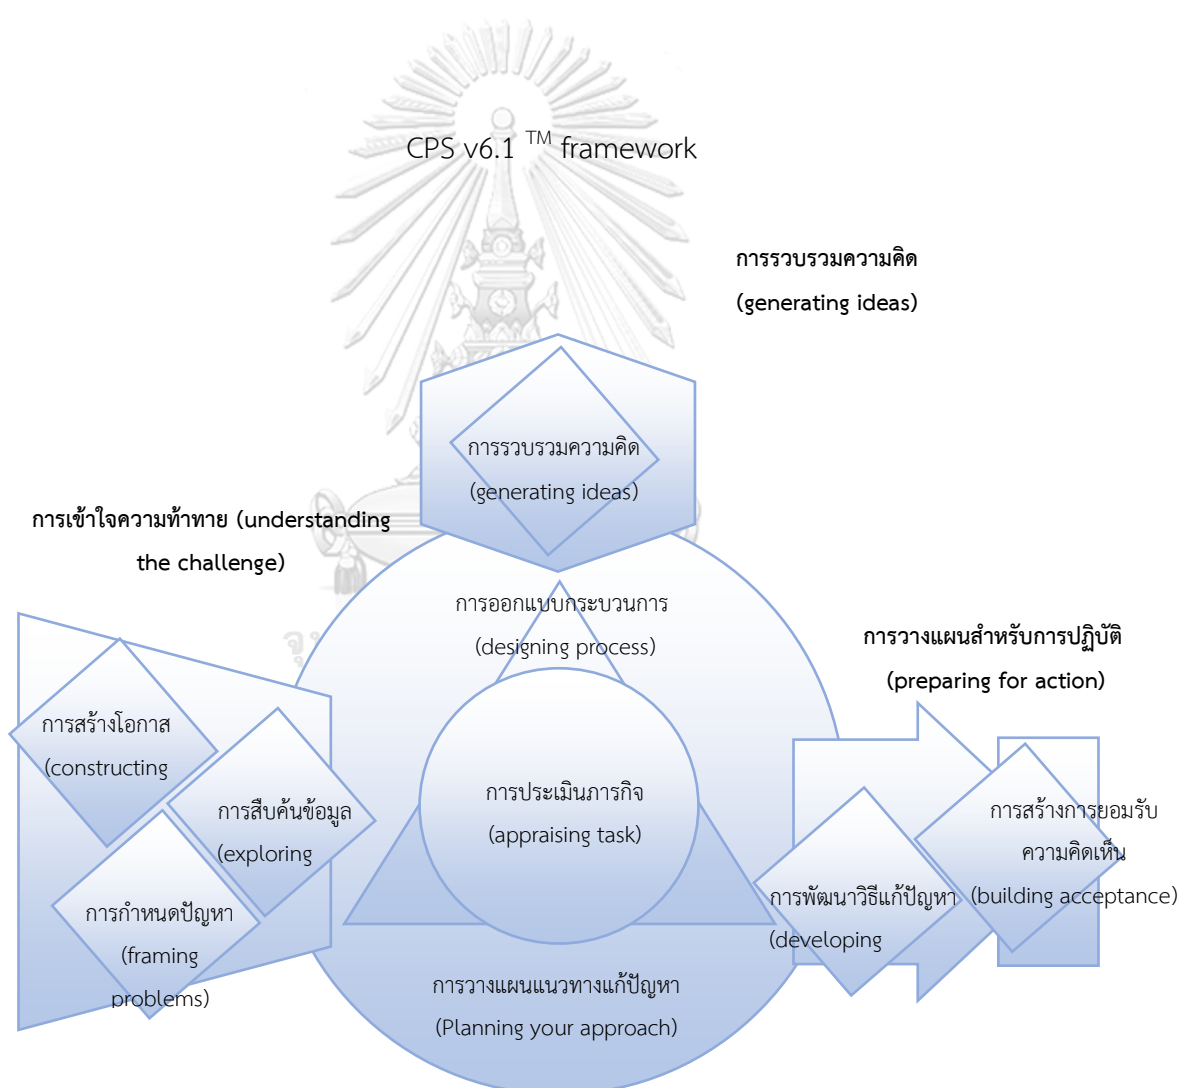 CPS v6.1 TM framework
การรวบรวมความคิด
(generating ideas)
การรวบรวมความคิด
(generating ideas)
การเข้าใจความท้าทาย (understanding
the challenge)
การออกแบบกระบวนการ
(designing process)
การวางแผนสำหรับการปฏิบัติ
(preparing for action)
การสร้างโอกาส
(constructing
การสืบค้นข้อมูล
(exploring
การกำหนดปัญหา
(framing
problems)
การประเมินภารกิจ
(appraising task)
การสร้างการยอมรับ
ความคิดเห็น
(building acceptance)
การพัฒนาวิธีแก้ปัญหา
(developing
การวางแผนแนวทางแก้ปัญหา
(Planning your approach)